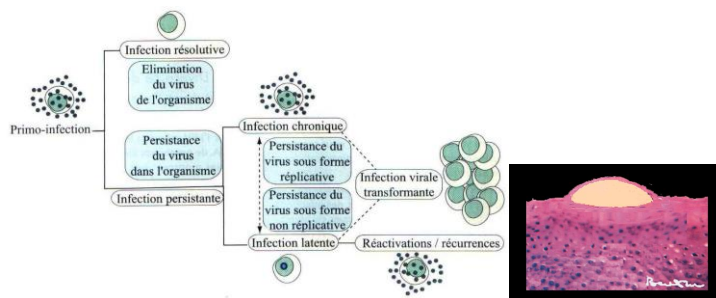 Primo-infection
Infection résolutive
Elimination
du virus
de l'organisme
Persistance
du virus
dans l'organisme
Infection persistante
Infection chronique
Persistance du
virus sous forme
réplicative
Persistance du
virus sous forme
non réplicative
Infection latente
Infection virale
transformante
Réactivations / récurrences